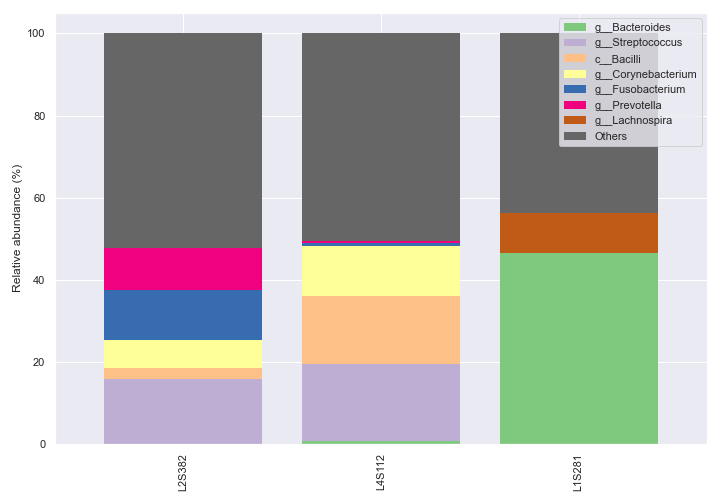 100
80
60
40
20
0
Relative abundance (%)
g__Bacteroides
g__Streptococcus
c__Bacilli
g__Corynebacterium
g__Fusobacterium
g__Prevotella
g__Lachnospira
Others
L2S382
L4S112
L1S281